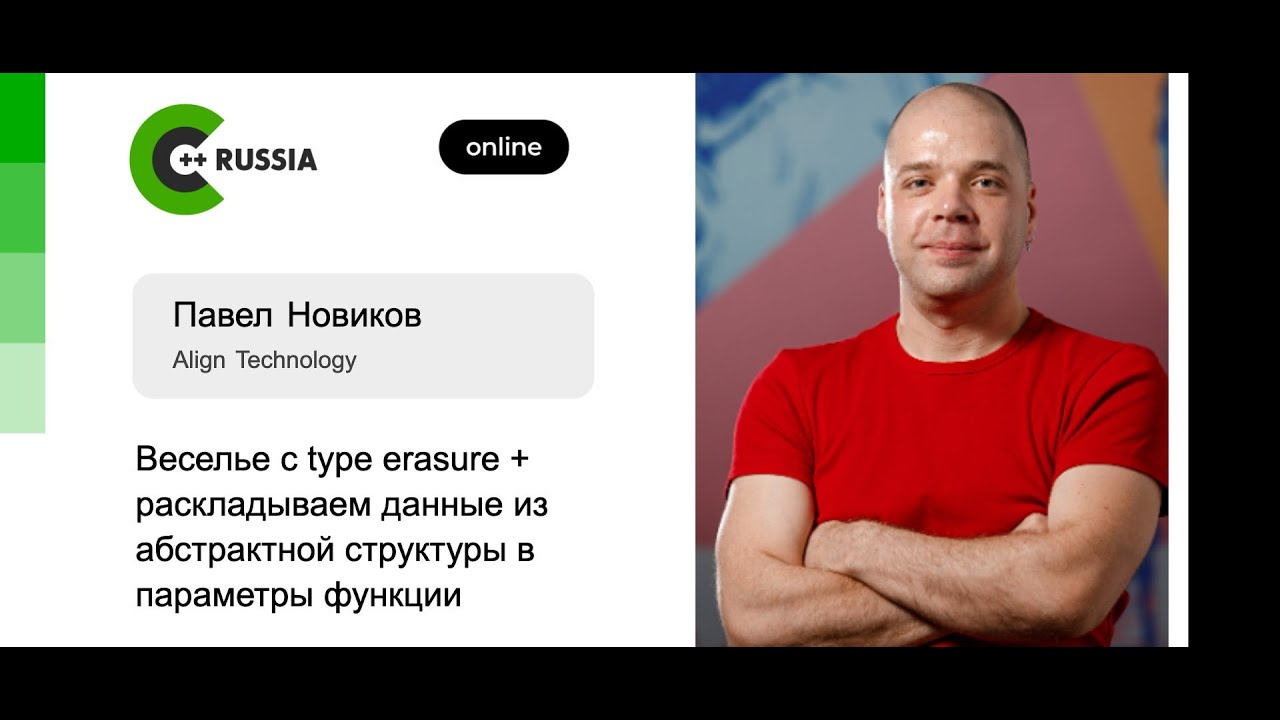 C++ RUSSIA
online
Павел Новиков
Align Technology
Веселье с type erasure +
раскладываем данные из
абстрактной структуры в
параметры функции